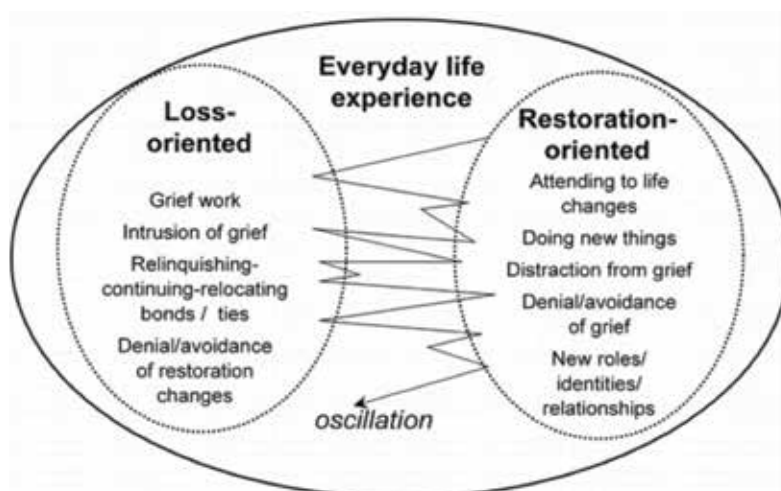 Everyday life
experience
Loss-
oriented
Grief work
Intrusion of grief
Relinquishing-
continuing-relocating
bonds / ties
Denial/avoidance
of restoration
changes
Restoration-
oriented
Attending to life
changes
Doing new things
Distraction from grief
Denial/avoidance
of grief
New roles/
identities/
relationships
oscillation